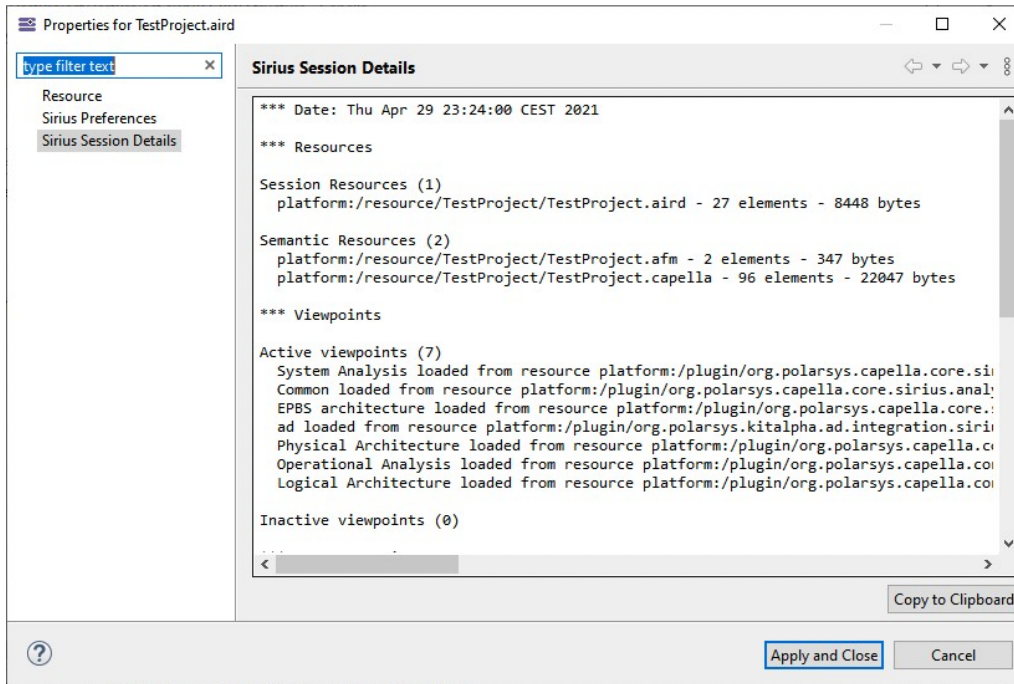 Properties for TestProject.aird
type filter text
Resource
Sirius Preferences
Sirius Session Details
Sirius Session Details
*** Date: Thu Apr 29 23:24:00 CEST 2021
*** Resources
Session Resources (1)
platform:/resource/TestProject/TestProject.aird - 27 elements - 8448 bytes
Semantic Resources (2)
platform:/resource/TestProject/TestProject.afm - 2 elements - 347 bytes
platform:/resource/TestProject/TestProject.capella - 96 elements - 22047 bytes
*** Viewpoints
Active viewpoints (7)
System Analysis loaded from resource platform:/plugin/org.polarsys.capella.core.si
Common loaded from resource platform:/plugin/org.polarsys.capella.core.sirius.anal
EPBS architecture loaded from resource platform:/plugin/org.polarsys.capella.core.
ad loaded from resource platform:/plugin/org.polarsys.kitalpha.ad.integration.siri
Physical Architecture loaded from resource platform:/plugin/org.polarsys.capella.c
Operational Analysis loaded from resource platform:/plugin/org.polarsys.capella.co
Logical Architecture loaded from resource platform:/plugin/org.polarsys.capella.co
Inactive viewpoints (0)
Copy to Clipboard
?
Apply and Close
Cancel